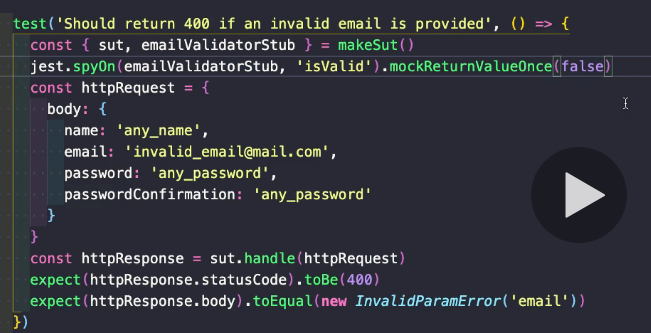 test('Should return 400 if an invalid email is provided', () => {
const { sut, emailValidatorStub } = makeSut()
jest.spyOn(emailValidatorStub, 'isValid').mockReturnValueOnce(false)
const httpRequest = {
body: {
name: 'any_name',
email: 'invalid_email@mail.com',
password: 'any_password',
passwordConfirmation: 'any_password'
}
}
const httpResponse = sut.handle(httpRequest)
expect(httpResponse.statusCode).toBe(400)
expect(httpResponse.body).toEqual(new InvalidParamError('email'))
})